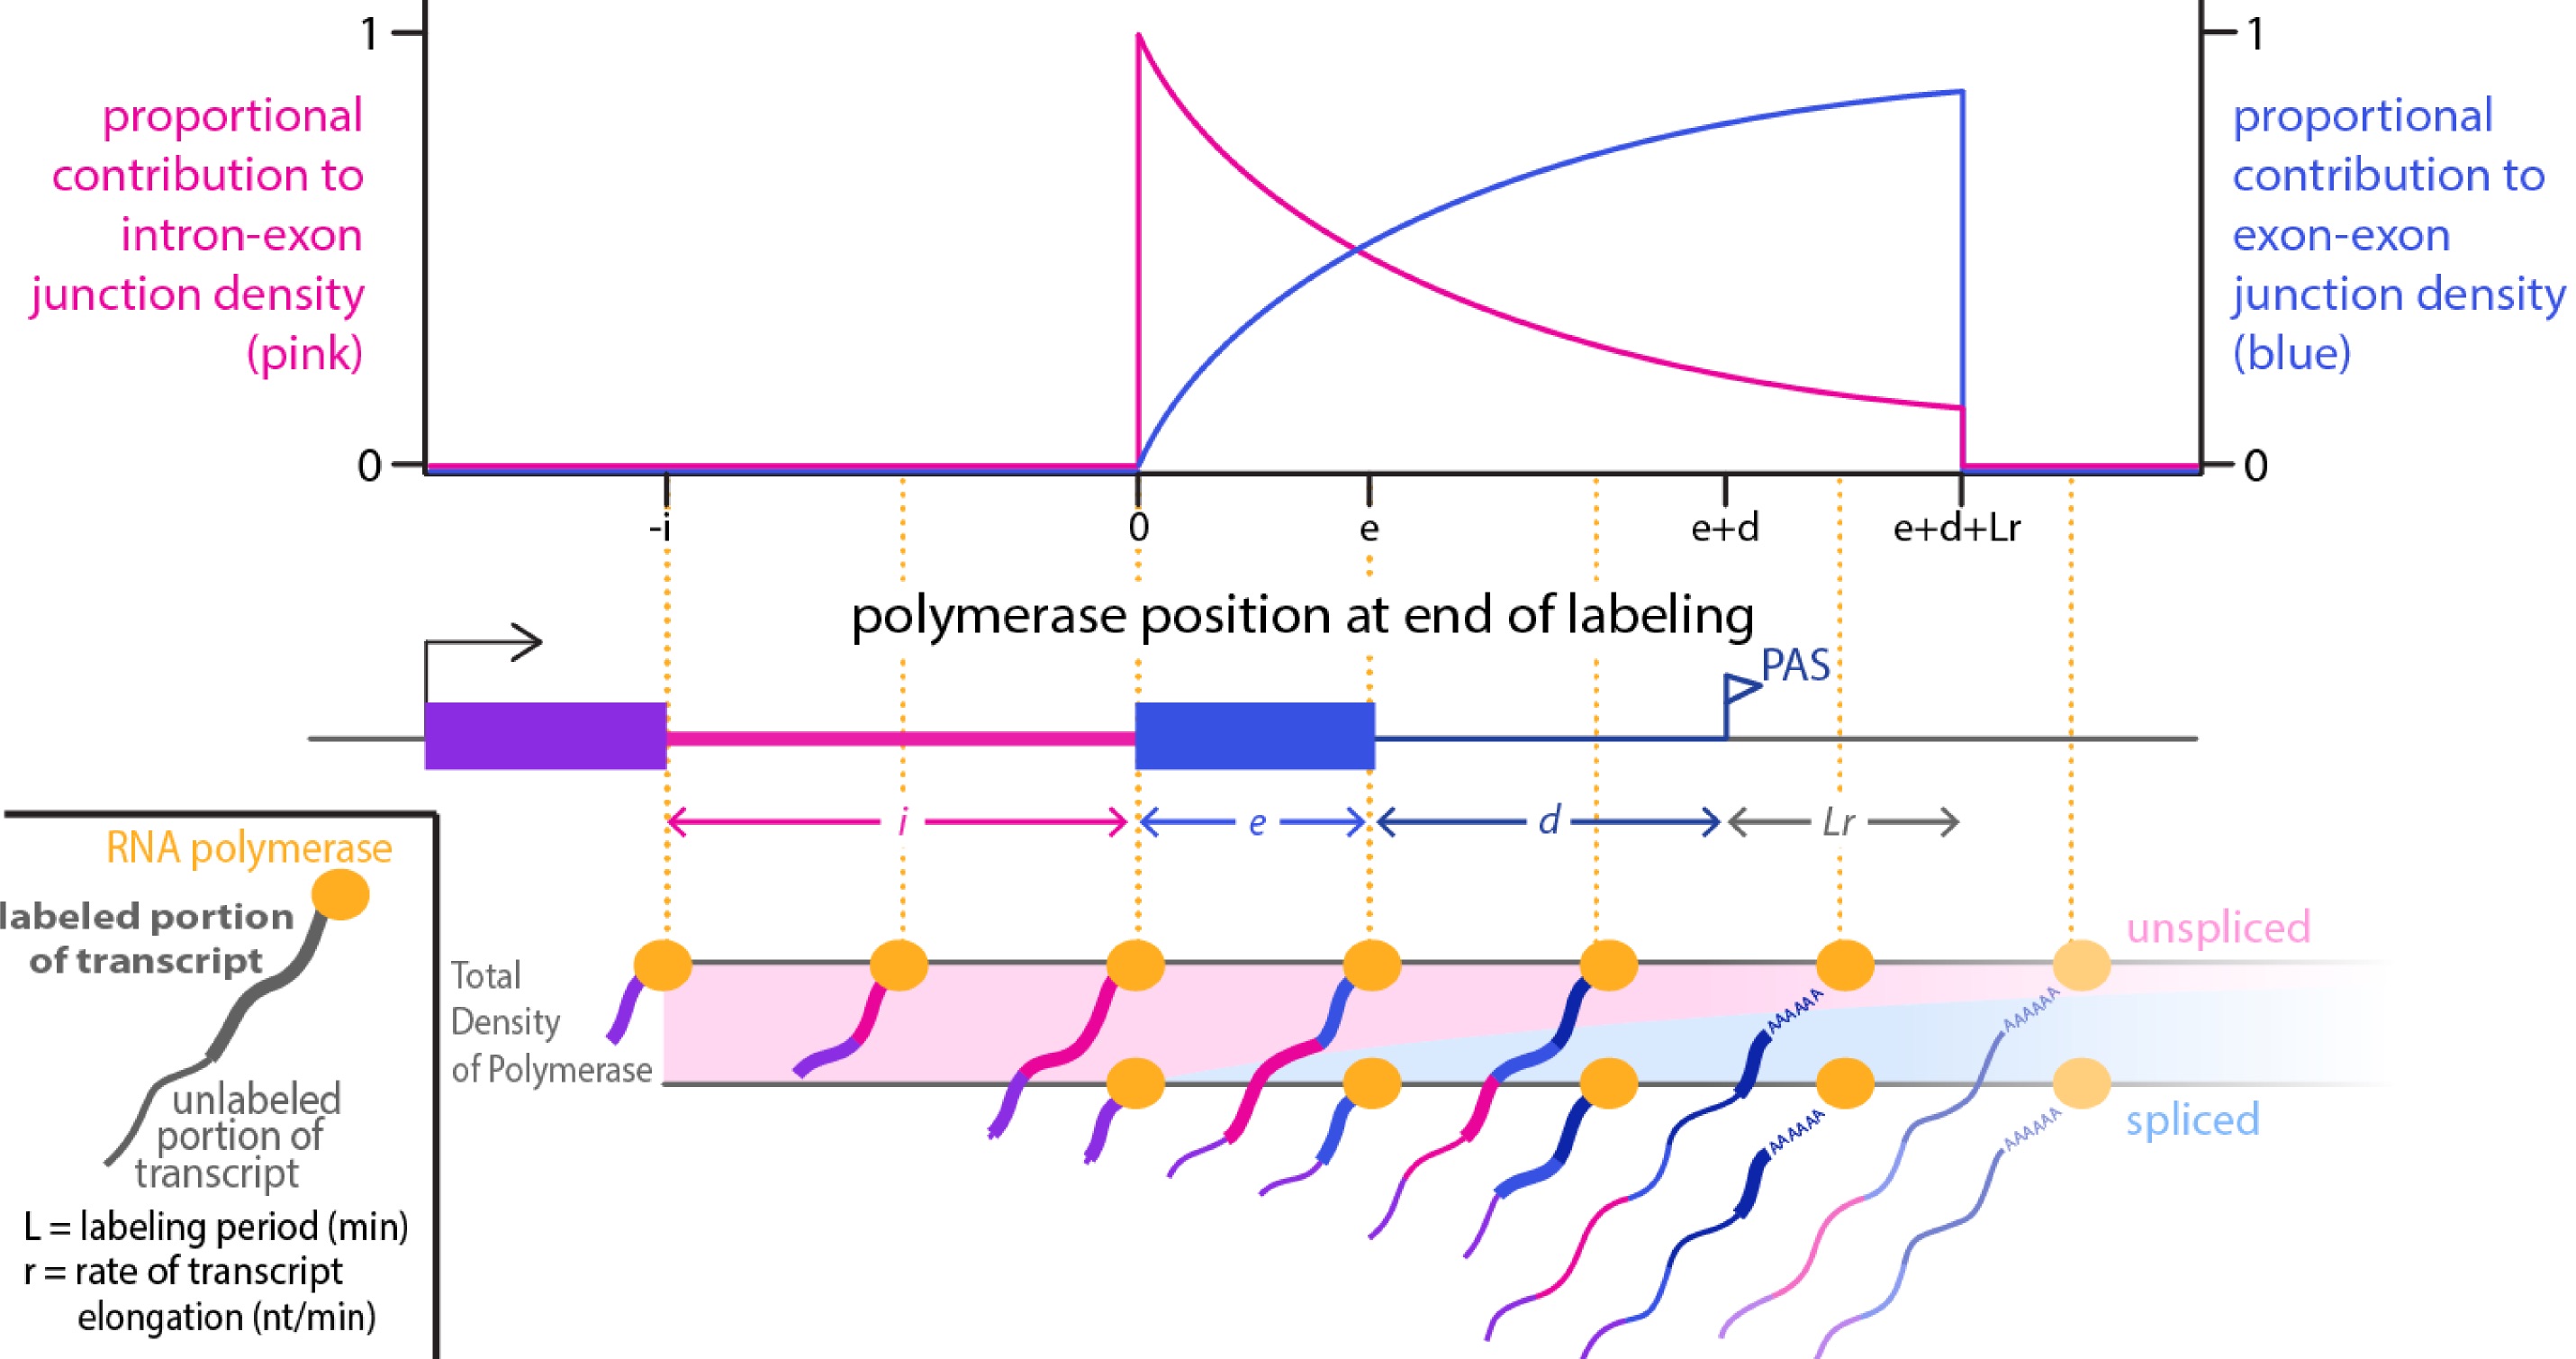 1
1
proportional
contribution to
intron-exon
junction density
(pink)
proportional
contribution to
exon-exon
junction density
(blue)
0
0
-i
0
e
e+d
e+d+Lr
polymerase position at end of labeling
PAS
i
e
d
Lr
RNA polymerase
labeled portion
of transcript
unlabeled
portion of
transcript
L = labeling period (min)
r = rate of transcript
elongation (nt/min)
Total
Density
of Polymerase
unspliced
spliced
AAAAAA
AAAAAA
AAAAAA
AAAAAA